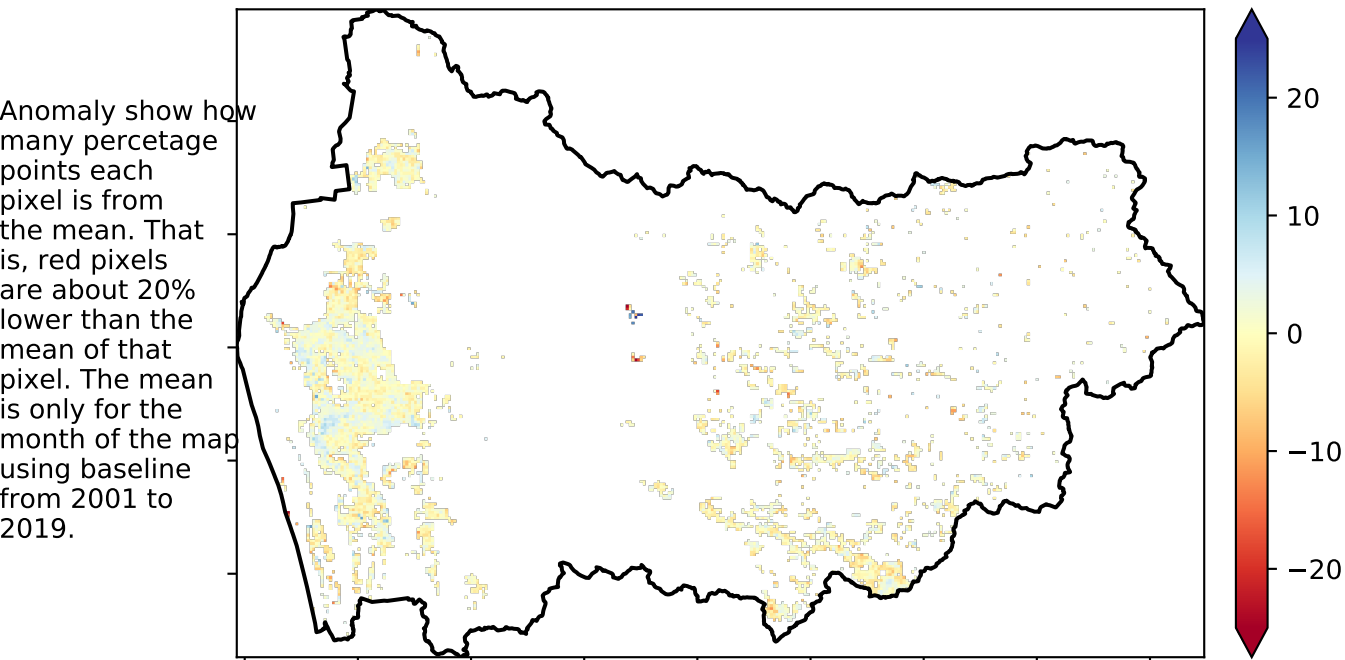 Anomaly show how
many percetage
points each
pixel is from
the mean. That
is, red pixels
are about 20%
lower than the
mean of that
pixel. The mean
is only for the
month of the map
using baseline
from 2001 to
2019.
20
10
0
−10
−20